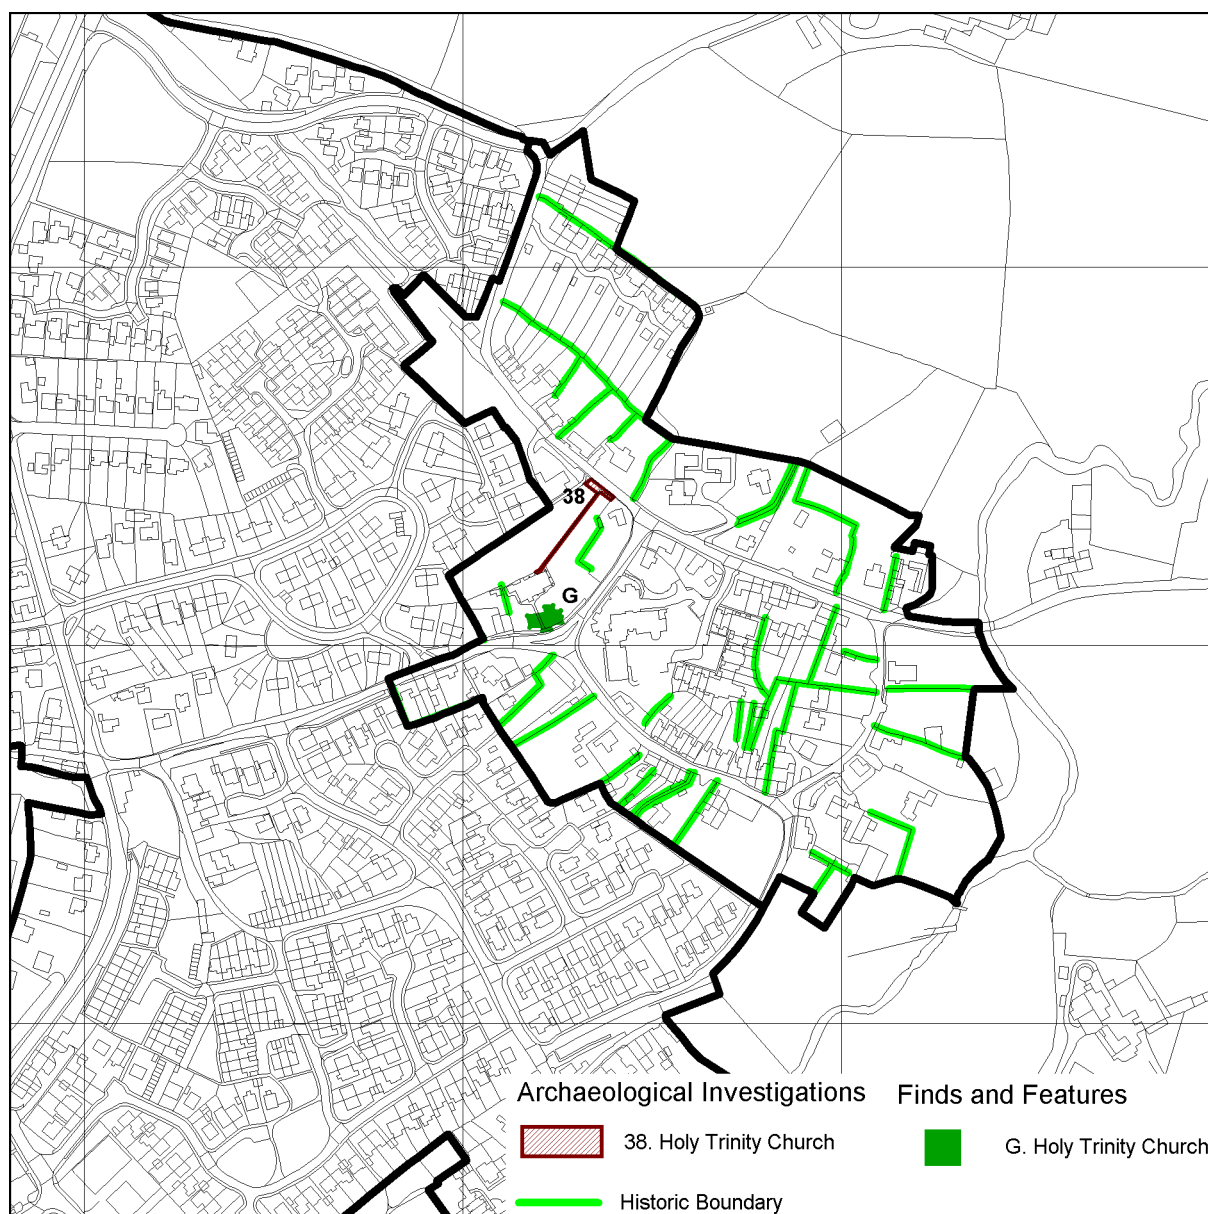 38
G
Archaeological Investigations
Finds and Features
38. Holy Trinity Church
G. Holy Trinity Church
Historic Boundary